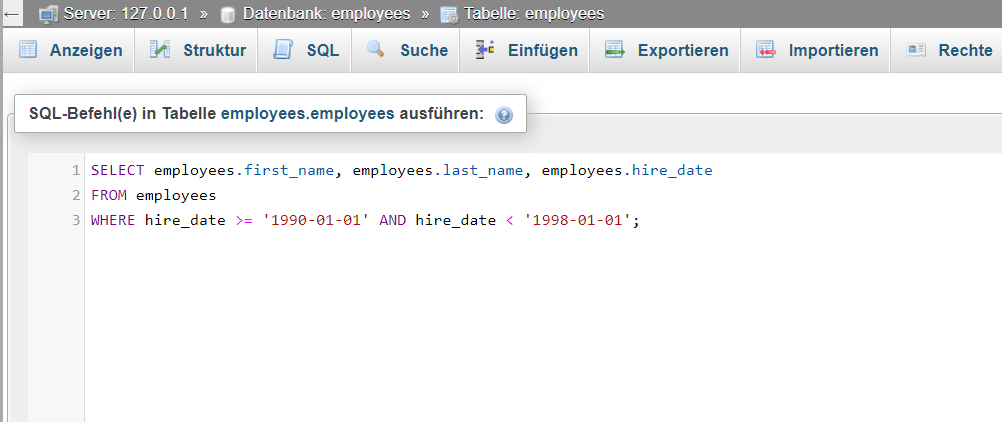 ← Server: 127.0.0.1 » Datenbank: employees » Tabelle: employees
Anzeigen Struktur SQL Suche Einfügen Exportieren Importieren Rechte
SQL-Befehl(e) in Tabelle employees.employees ausführen:
1 SELECT employees.first_name, employees.last_name, employees.hire_date
2 FROM employees
3 WHERE hire_date >= '1990-01-01' AND hire_date < '1998-01-01';